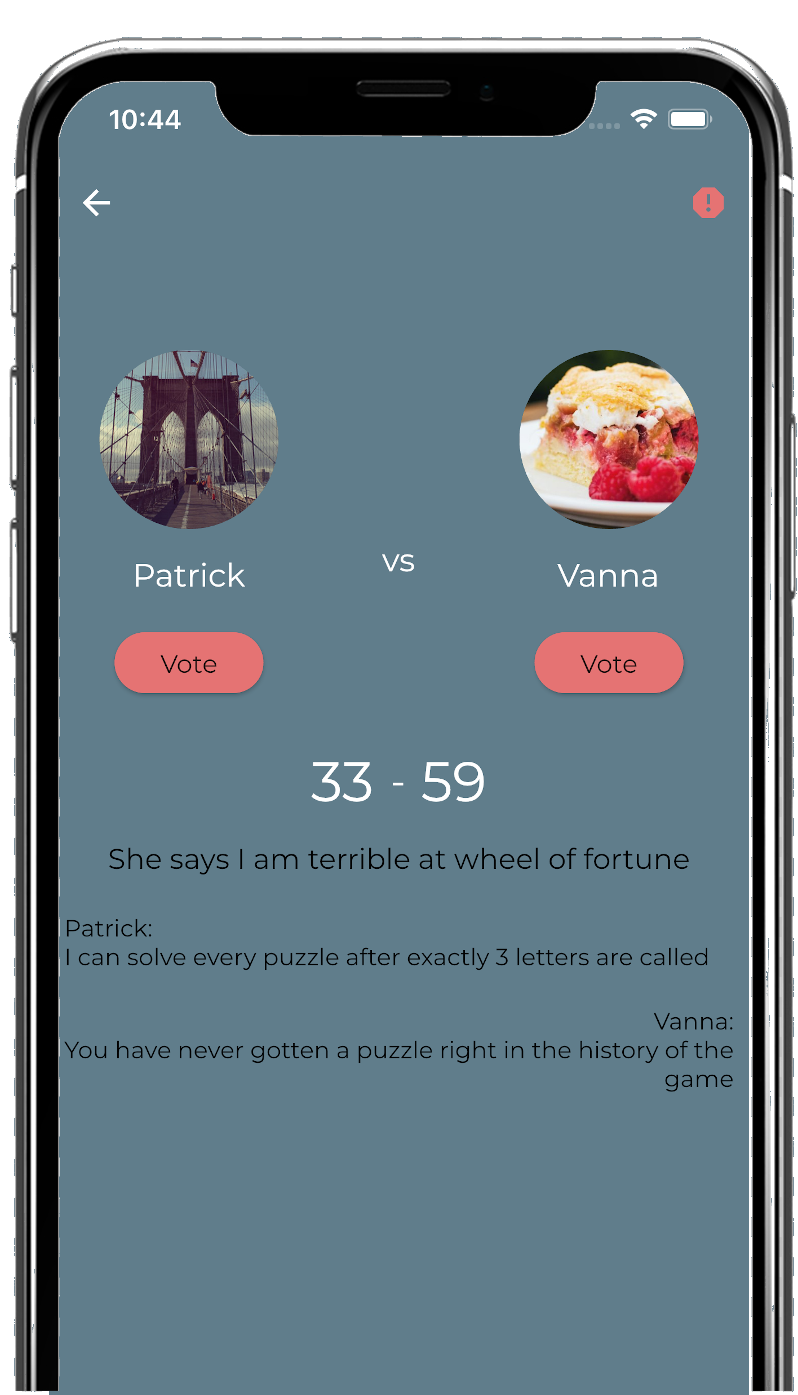 10:44
Patrick
vs
Vanna
Vote
Vote
33 - 59
She says I am terrible at wheel of fortune
Patrick:
I can solve every puzzle after exactly 3 letters are called
Vanna:
You have never gotten a puzzle right in the history of the
game